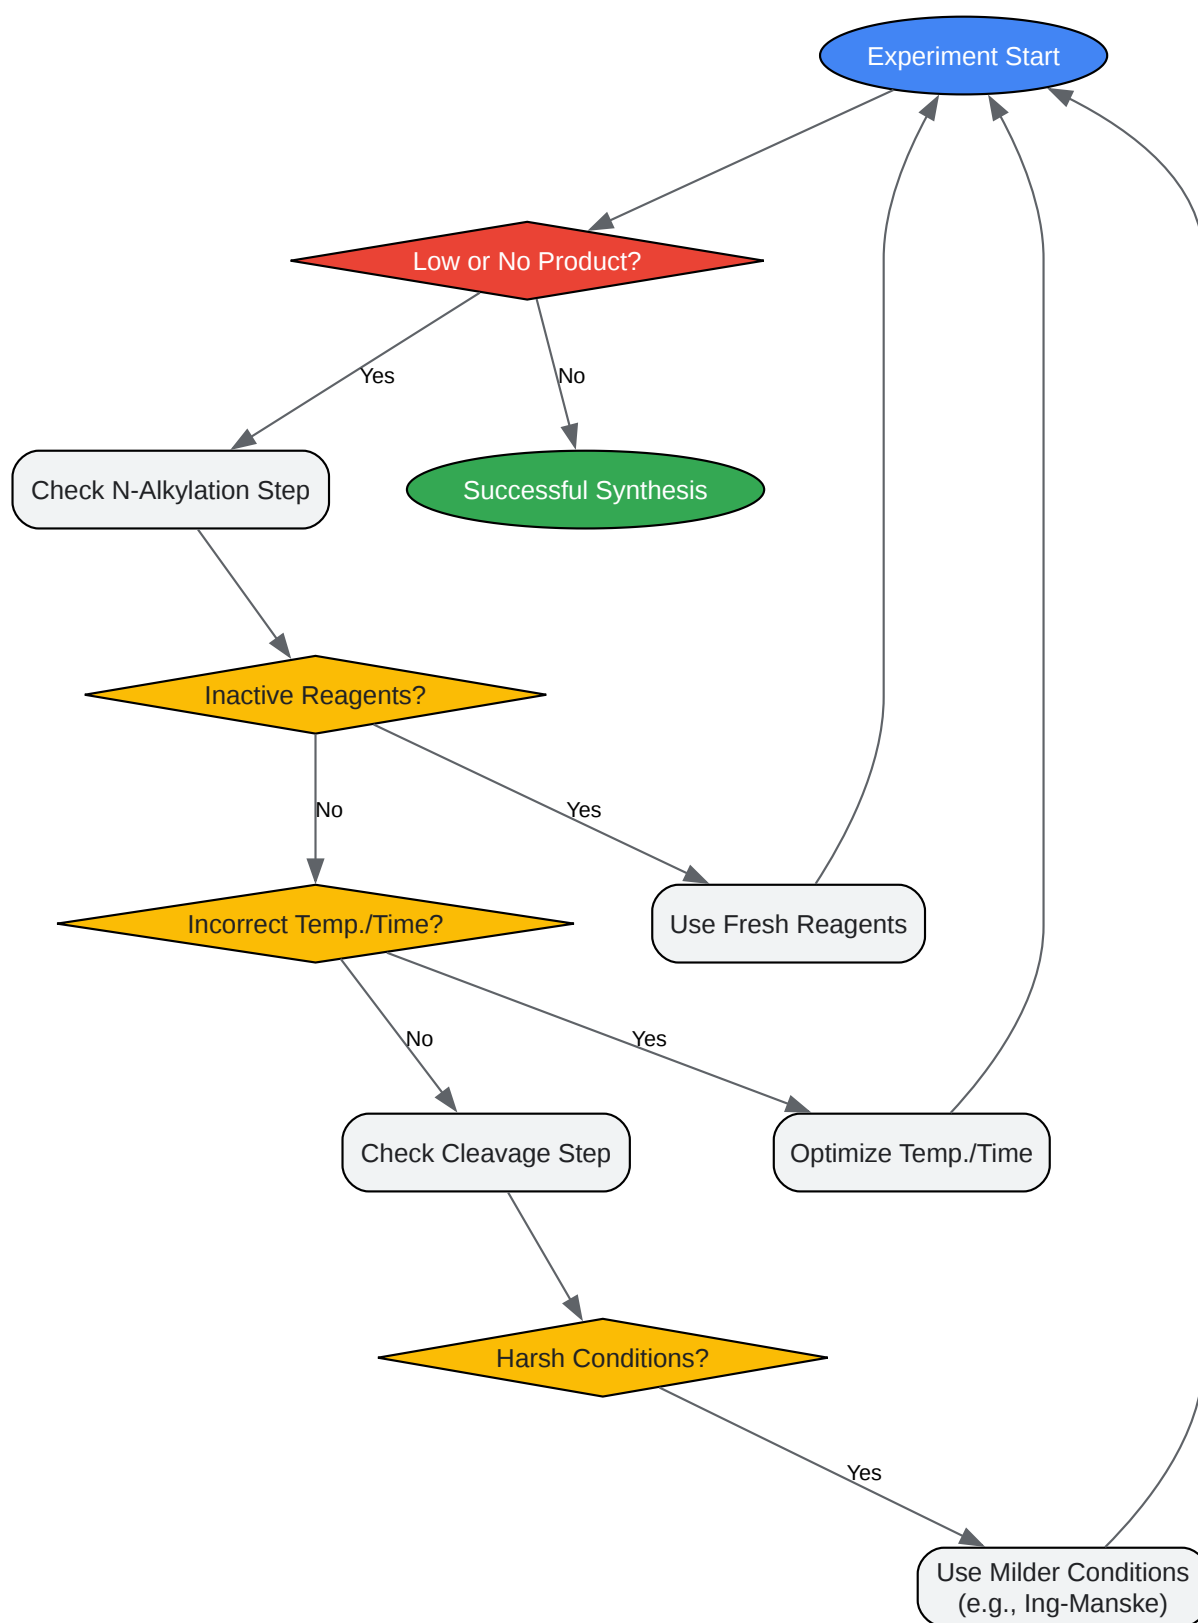 Experiment Start
Low or No Product?
Yes
No
Check N-Alkylation Step
Successful Synthesis
Inactive Reagents?
No
Yes
Incorrect Temp./Time?
Use Fresh Reagents
No
Yes
Check Cleavage Step
Optimize Temp./Time
Harsh Conditions?
Yes
Use Milder Conditions
(e.g., Ing-Manske)